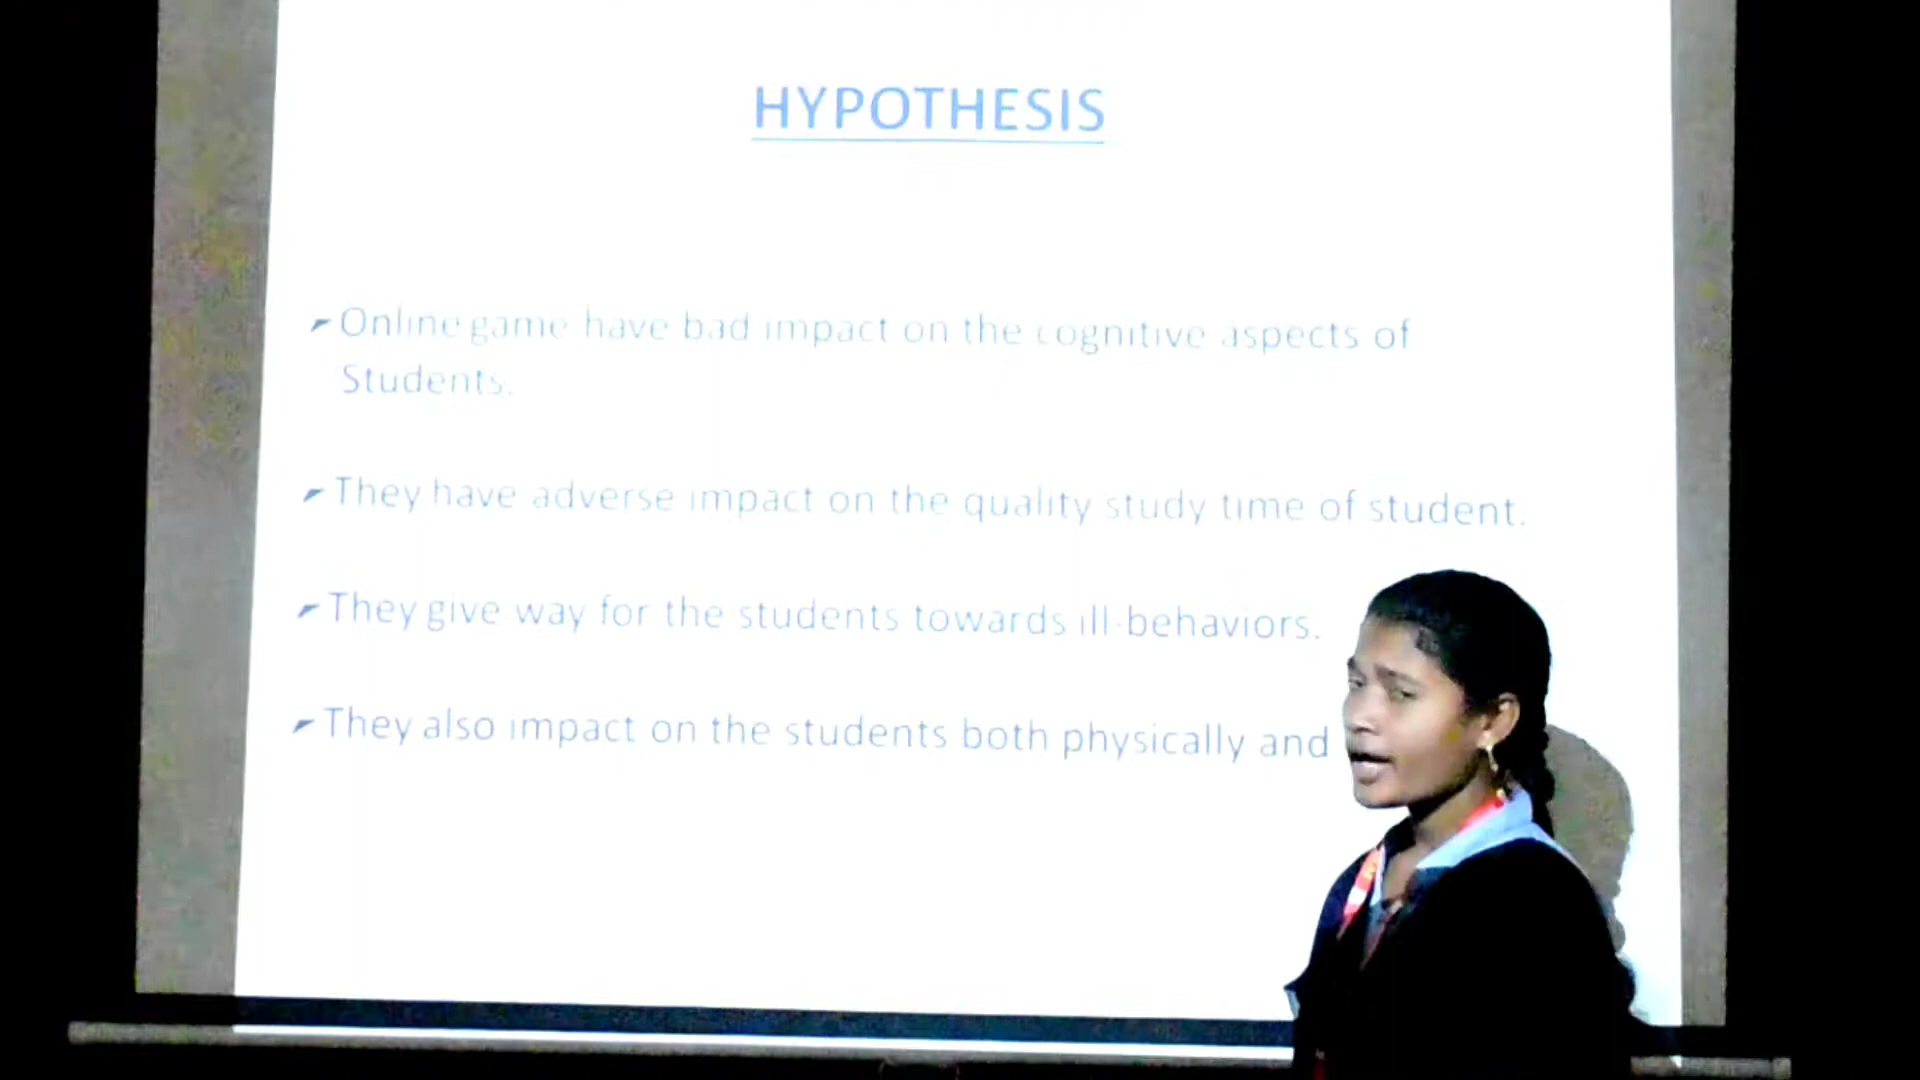 HYPOTHESIS
Online game have bad impact on the cognitive aspects of
Students.
They have adverse impact on the quality study time of student.
They give way for the students towards ill-behaviors.
They also impact on the students both physically and